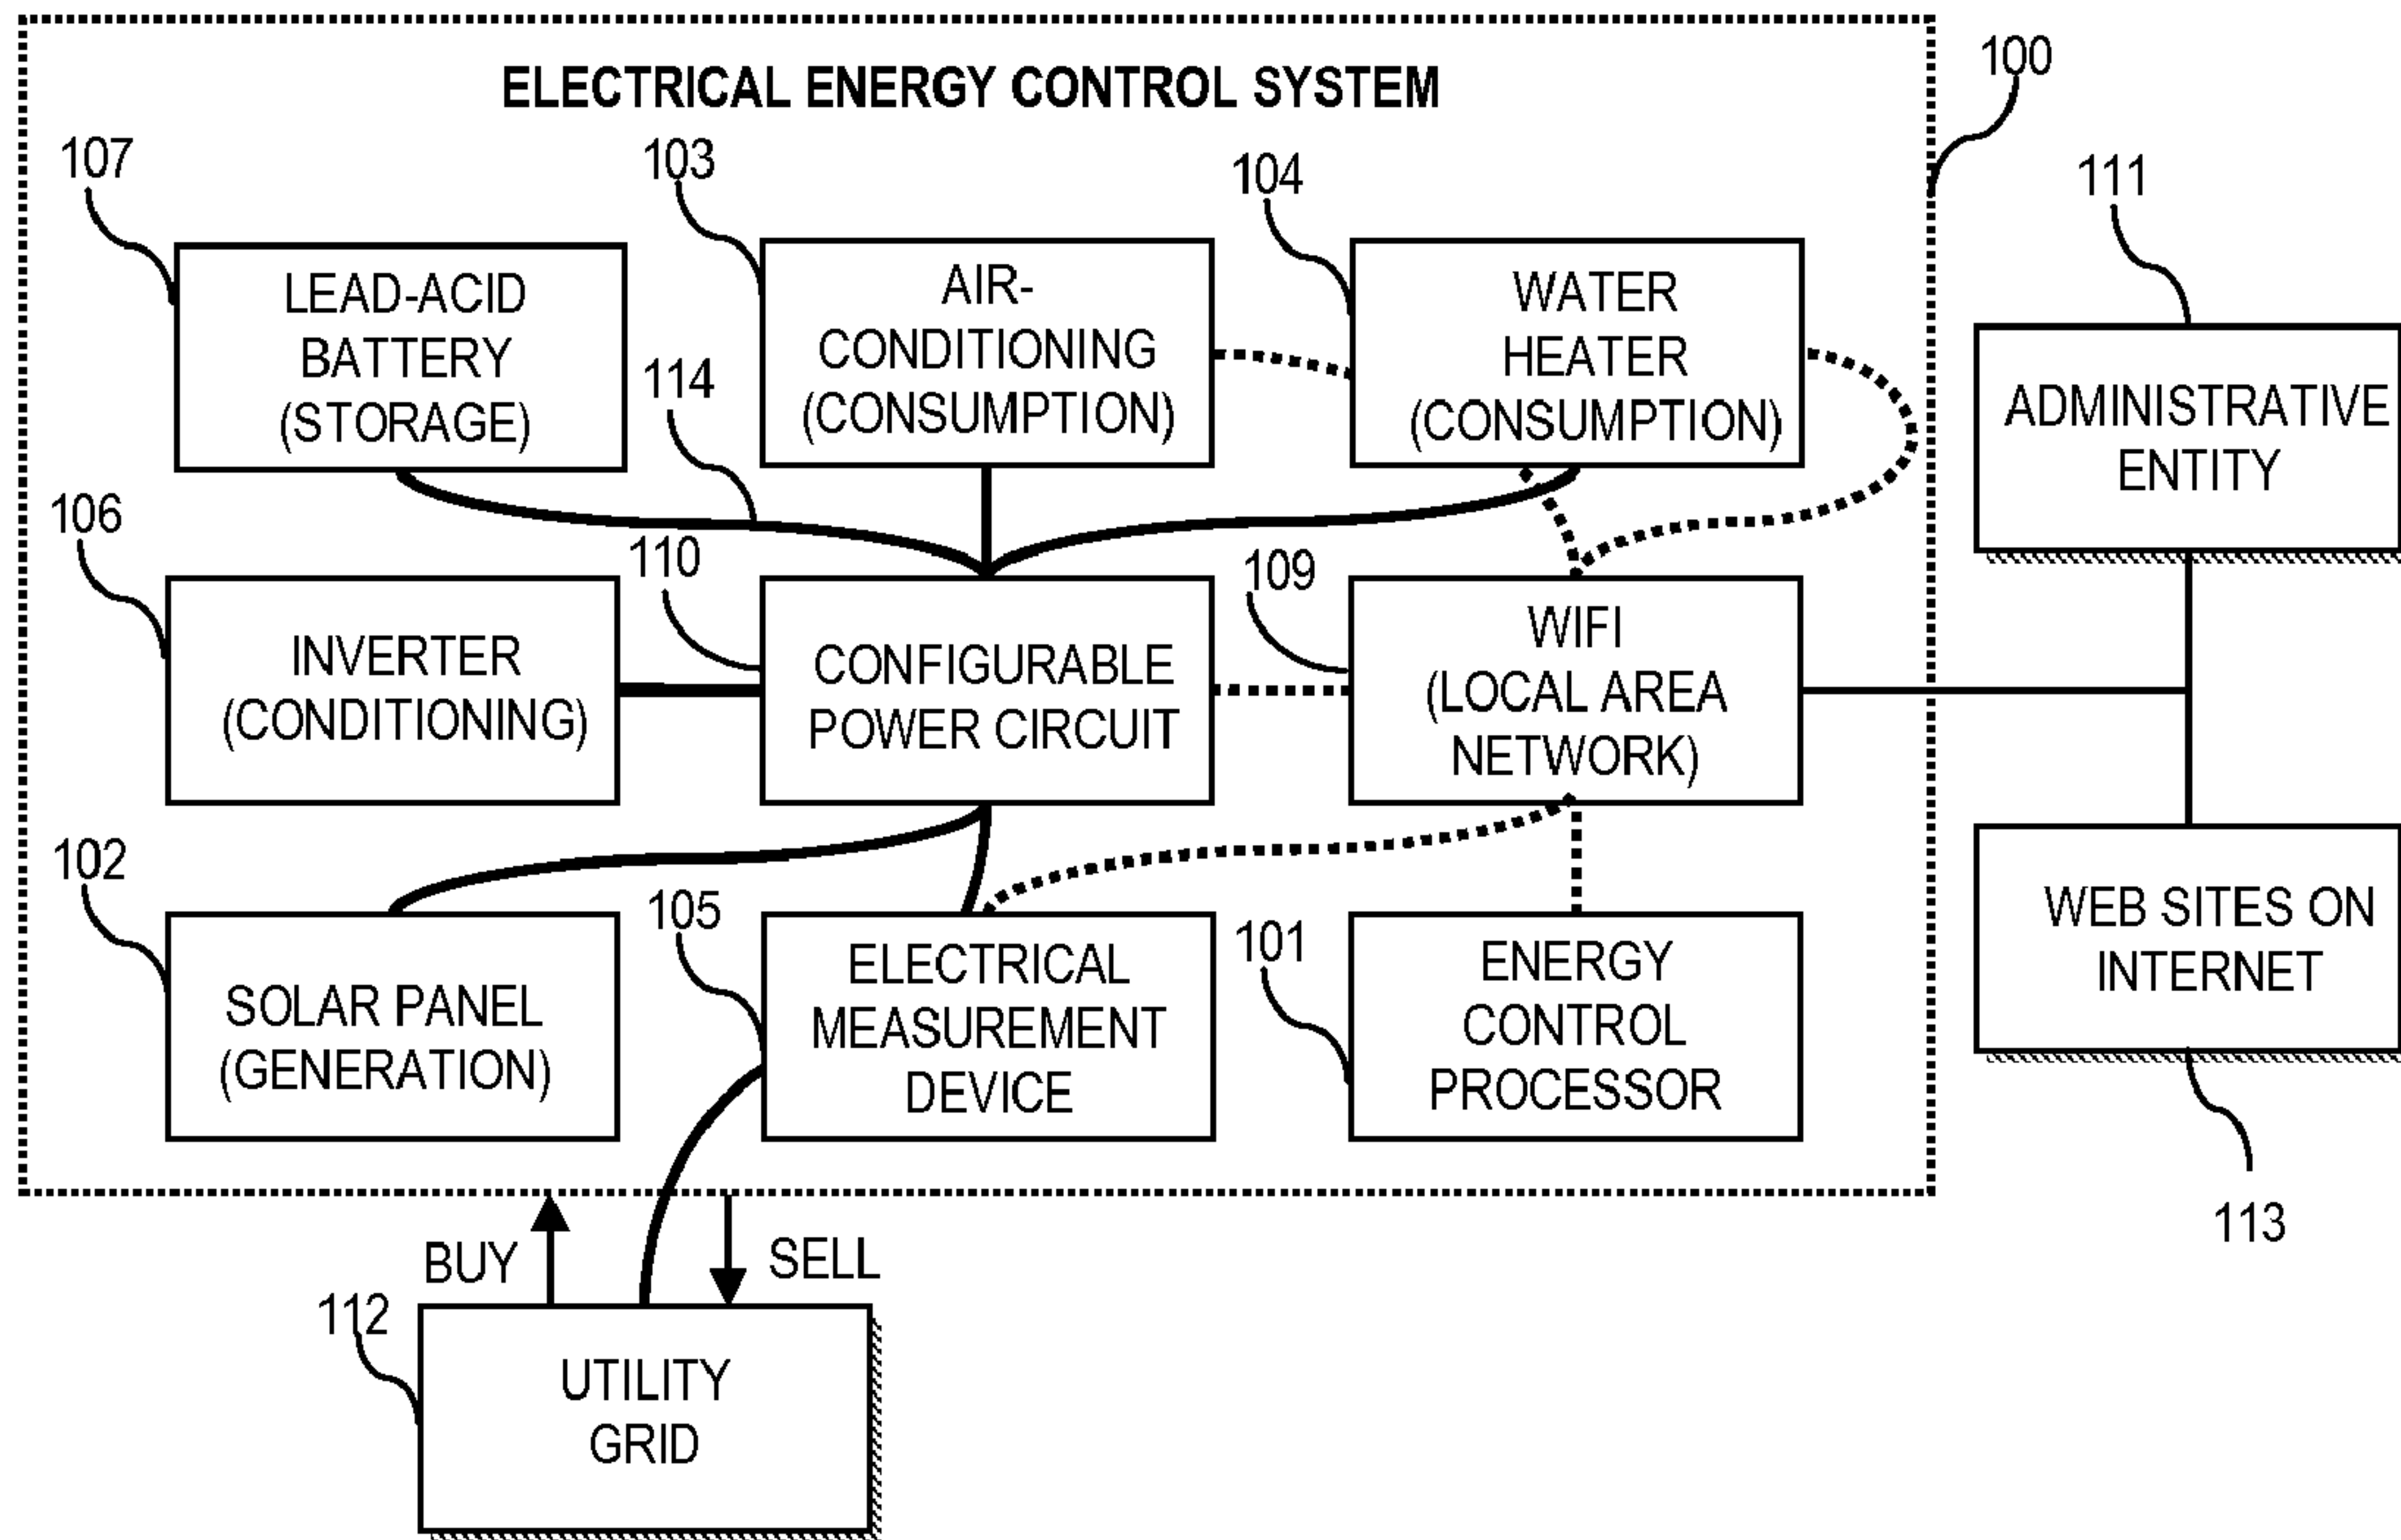 ELECTRICAL ENERGY CONTROL SYSTEM
100
107
103
104
111
LEAD-ACID
BATTERY
(STORAGE)
114
AIR-
CONDITIONING
(CONSUMPTION)
WATER
HEATER
(CONSUMPTION)
ADMINISTRATIVE
ENTITY
106
110
109
INVERTER
(CONDITIONING)
CONFIGURABLE
POWER CIRCUIT
WIFI
(LOCAL AREA
NETWORK)
102
105
101
SOLAR PANEL
(GENERATION)
ELECTRICAL
MEASUREMENT
DEVICE
ENERGY
CONTROL
PROCESSOR
WEB SITES ON
INTERNET
113
BUY
SELL
112
UTILITY
GRID